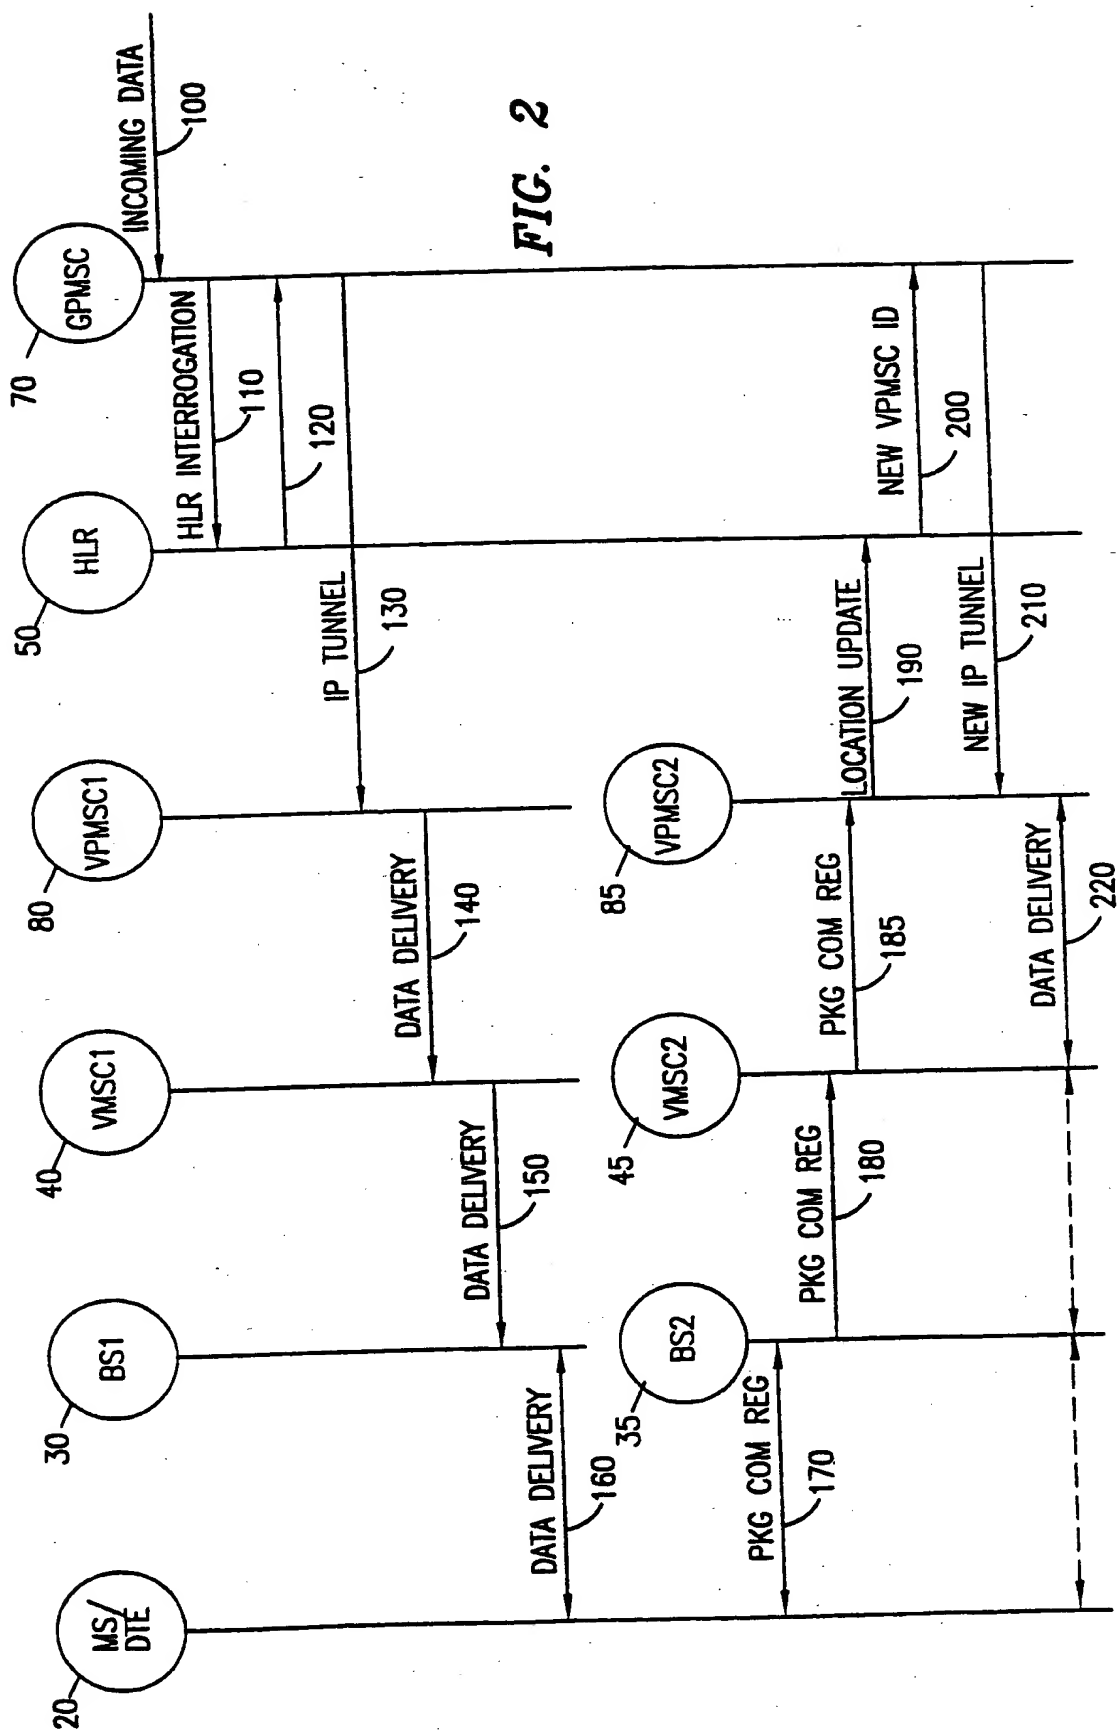 20
MS/
DTE
30
BS1
40
VMSC1
80
VPMSC1
50
HLR
70
GPMSC
INCOMING DATA
100
HLR INTERROGATION
110
120
IP TUNNEL
130
DATA DELIVERY
140
DATA DELIVERY
150
DATA DELIVERY
160
FIG. 2
35
BS2
45
VMSC2
85
VPMSC2
PKG COM REG
170
PKG COM REG
180
PKG COM REG
185
LOCATION UPDATE
190
NEW VPMSC ID
200
NEW IP TUNNEL
210
DATA DELIVERY
220